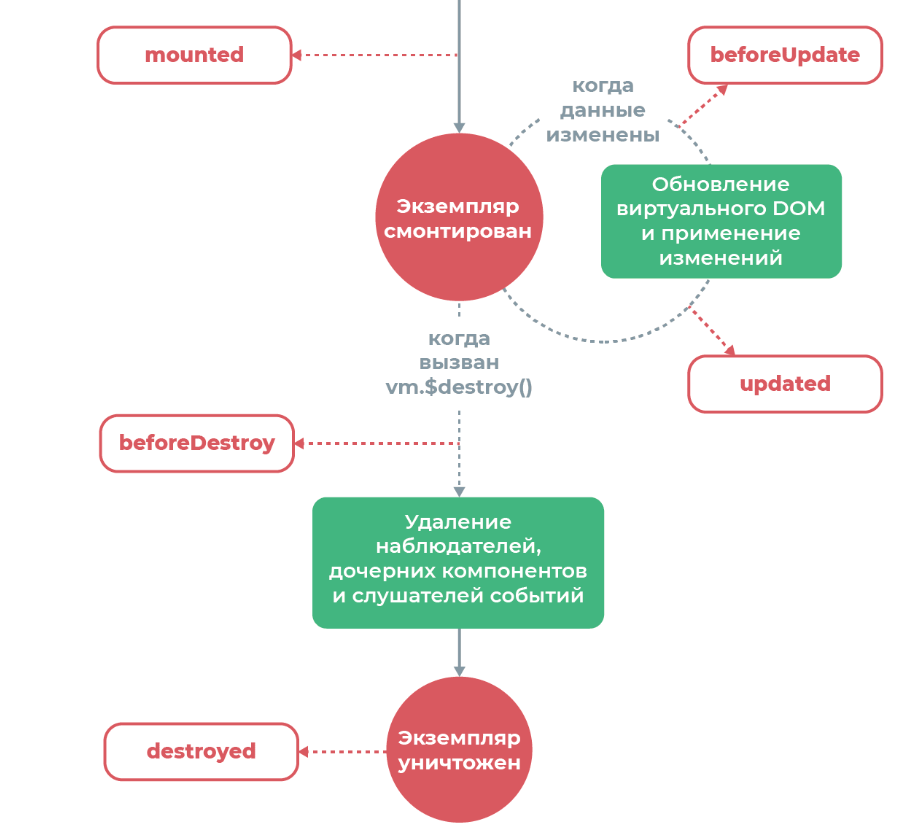 mounted
beforeUpdate
когда
данные
изменены
Экземпляр
смонтирован
Обновление
виртуального DOM
и применение
изменений
когда
вызван
vm.$destroy()
updated
beforeDestroy
Удаление
наблюдателей,
дочерних компонентов
и слушателей событий
Экземпляр
уничтожен
destroyed